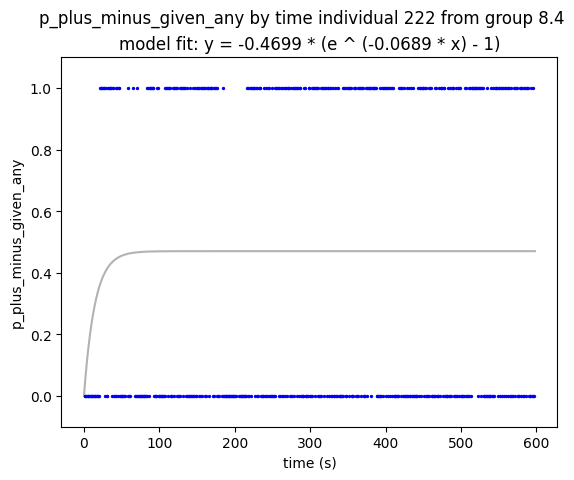 p_plus_minus_given_any by time individual 222 from group 8.4
model fit: y = -0.4699 * (e ^ (-0.0689 * x) - 1)
1.0
0.8
0.6
0.4
0.2
0.0
p_plus_minus_given_any
0 100 200 300 400 500 600
time (s)